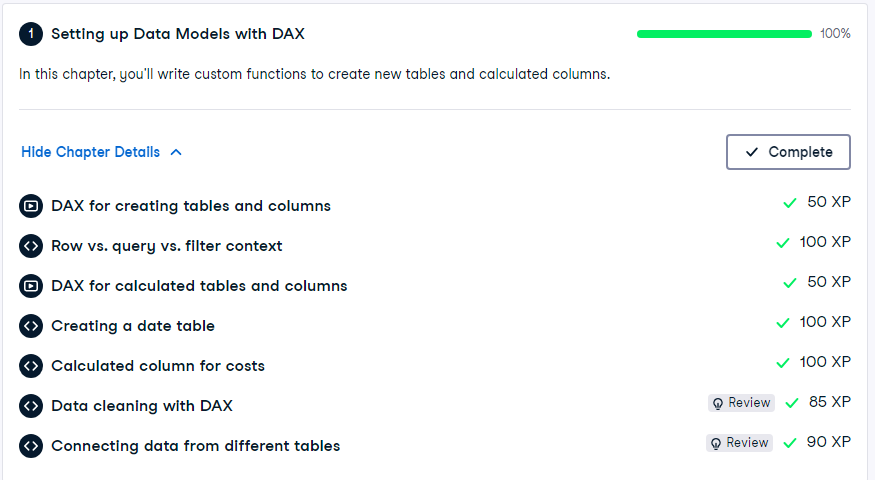 1 Setting up Data Models with DAX 100%
In this chapter, you'll write custom functions to create new tables and calculated columns.
Hide Chapter Details Complete
DAX for creating tables and columns 50 XP
Row vs. query vs. filter context 100 XP
DAX for calculated tables and columns 50 XP
Creating a date table 100 XP
Calculated column for costs 100 XP
Data cleaning with DAX Review 85 XP
Connecting data from different tables Review 90 XP